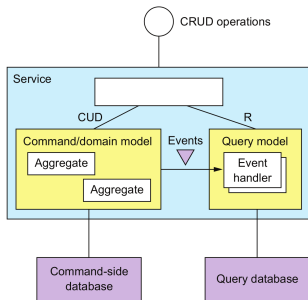 CRUD operations
Service
CUD
R
Command/domain model
Events
Query model
Aggregate
Aggregate
Event
handler
Command-side
database
Query database